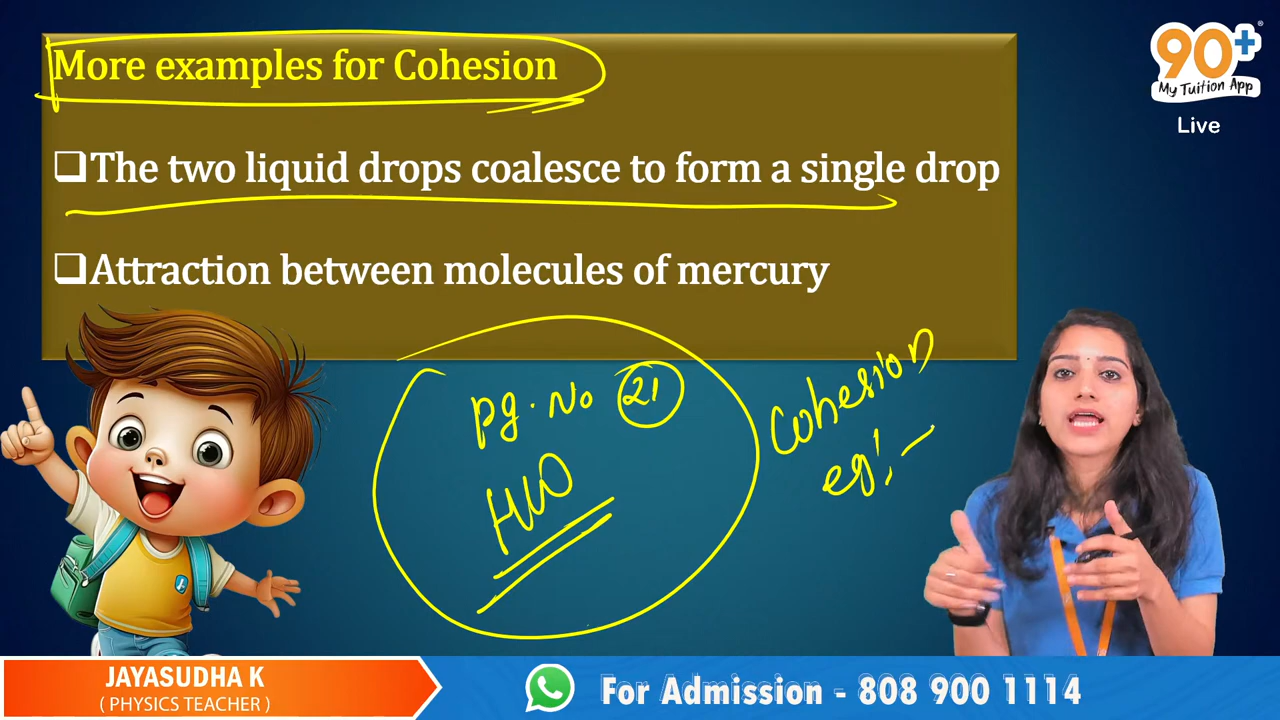 More examples for Cohesion
❑The two liquid drops coalesce to form a single drop
❑Attraction between molecules of mercury
pg. No 21
HW
Cohesion
eg:-
90+
My Tuition App
Live
JAYASUDHA K
( PHYSICS TEACHER )
For Admission - 808 900 1114